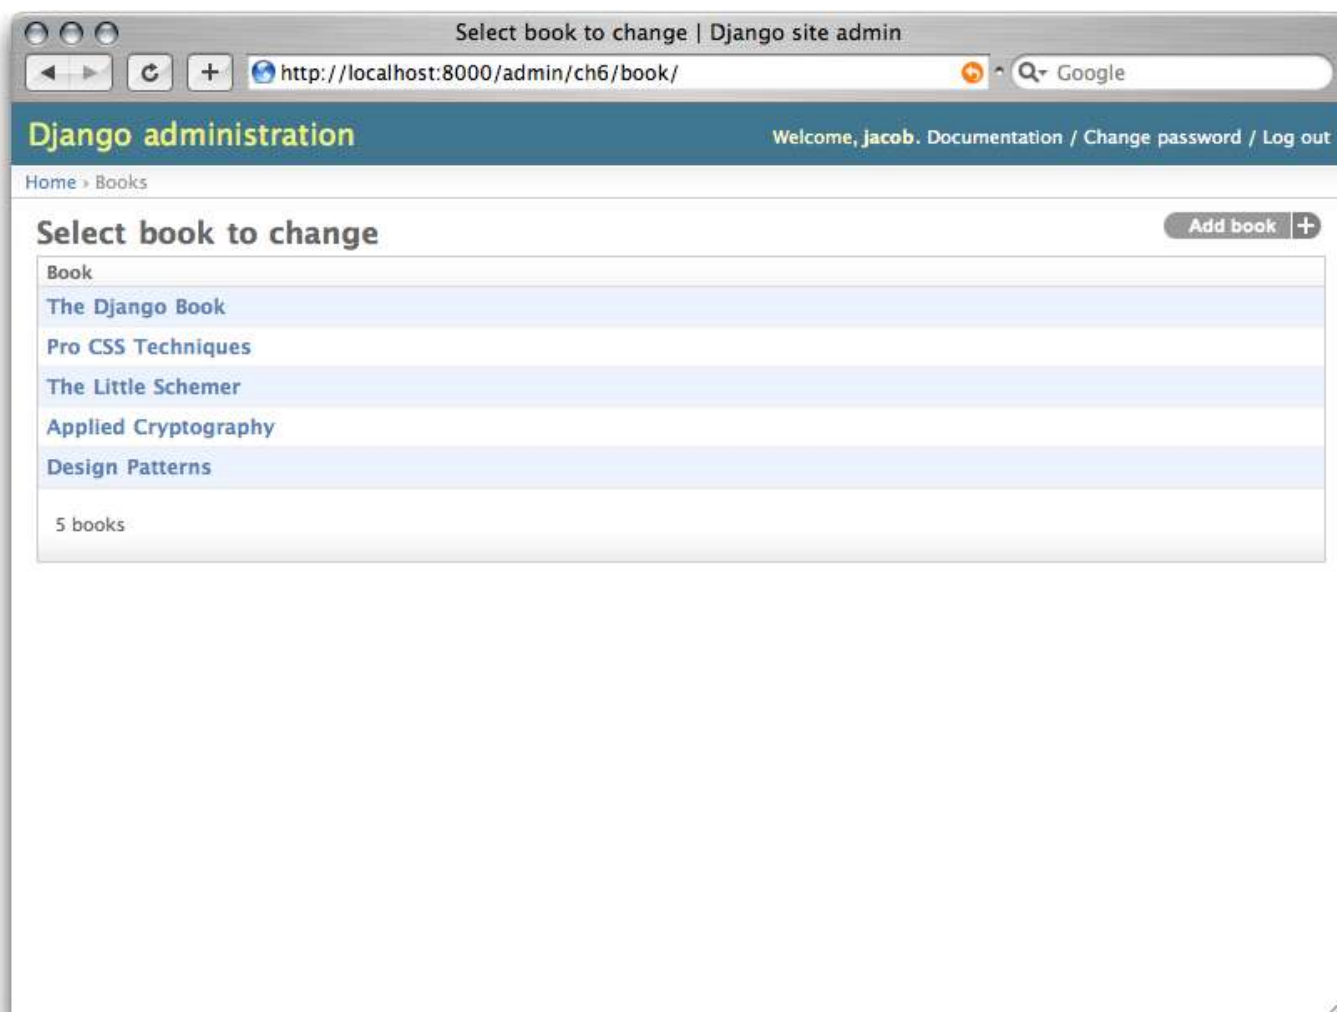 Select book to change | Django site admin
http://localhost:8000/admin/ch6/book/
Google
Django administration
Welcome, jacob. Documentation / Change password / Log out
Home › Books
Select book to change
Add book +
Book
The Django Book
Pro CSS Techniques
The Little Schemer
Applied Cryptography
Design Patterns
5 books